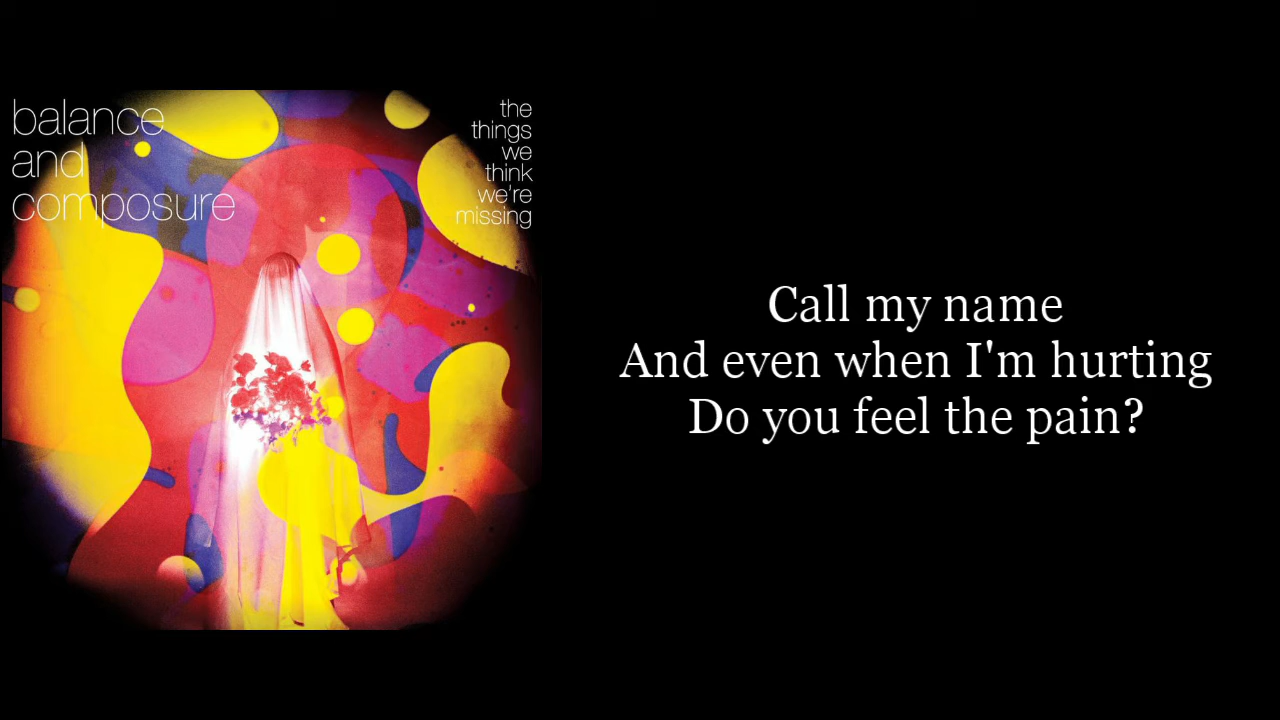 balance
and
composure
the
things
we
think
we're
missing
Call my name
And even when I'm hurting
Do you feel the pain?